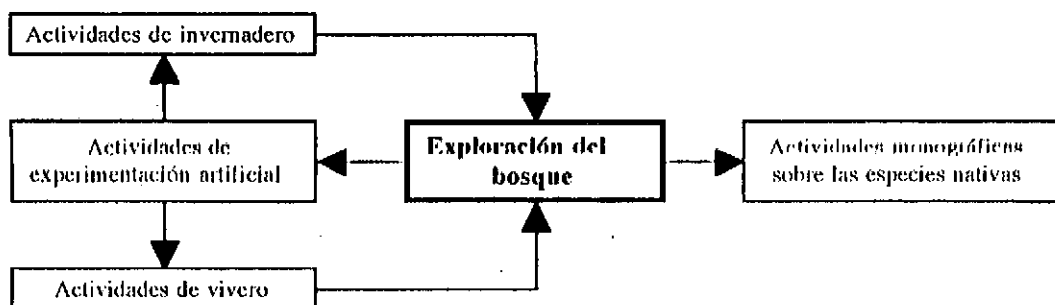 Actividades de invernadero
Actividades de
experimentación artificial
Exploración del
bosque
Actividades monográficas
sobre las especies nativas
Actividades de vivero